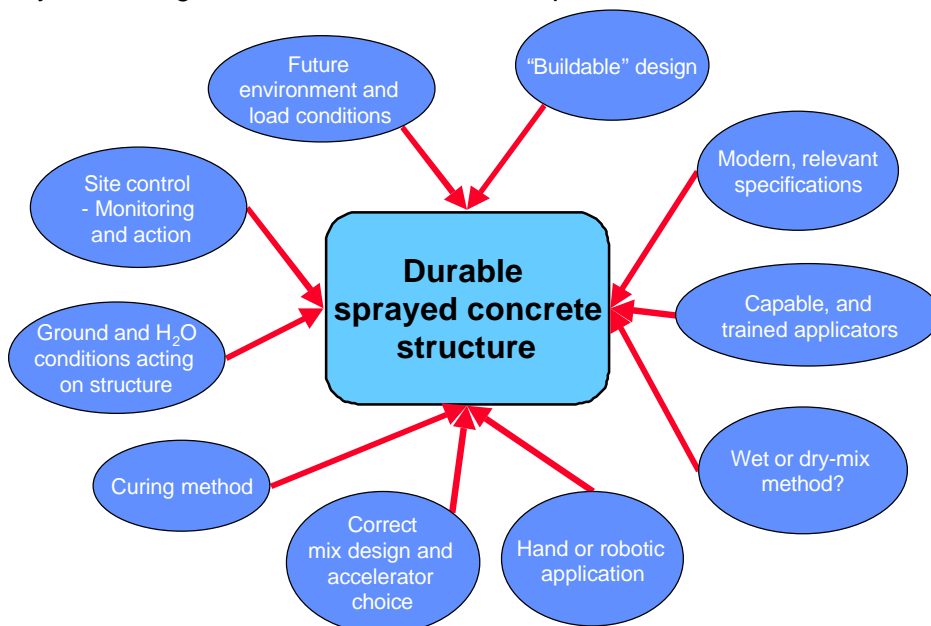 Future
environment and
load conditions
“Buildable” design
Modern, relevant
specifications
Site control
- Monitoring
and action
Durable
sprayed concrete
structure
Capable, and
trained applicators
Ground and H₂O
conditions acting
on structure
Wet or dry-mix
method?
Curing method
Correct
mix design and
accelerator
choice
Hand or robotic
application